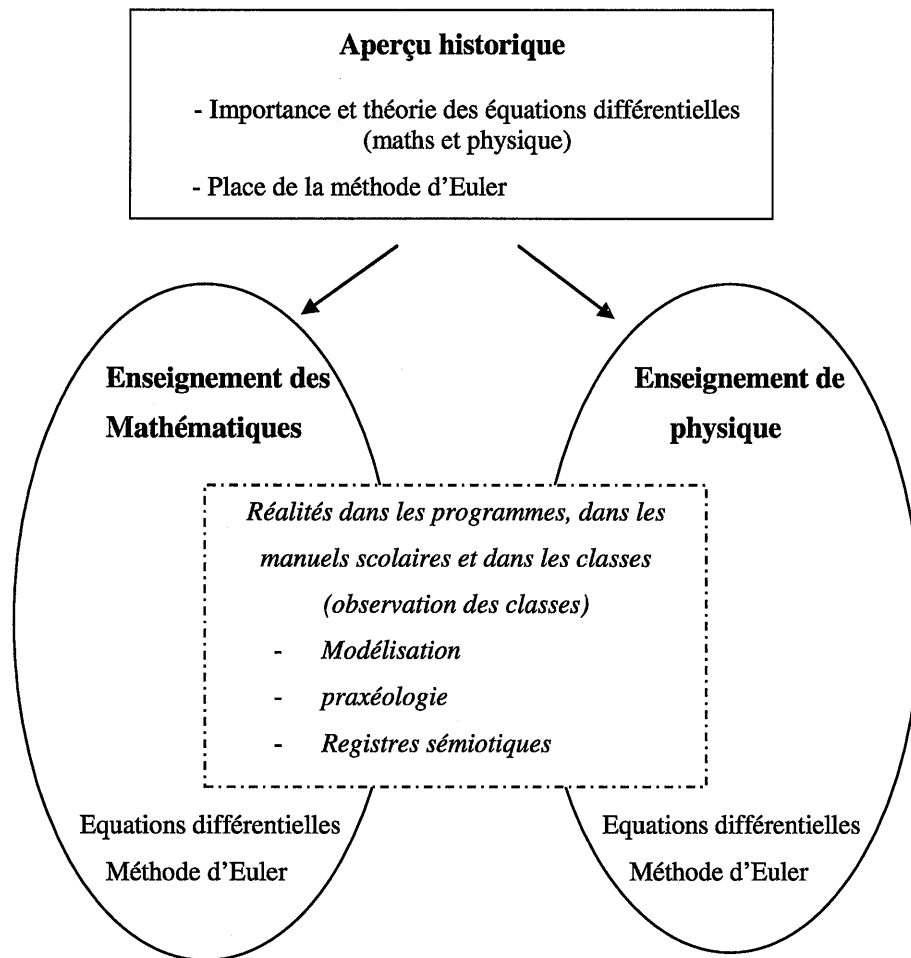 Aperçu historique
- Importance et théorie des équations différentielles
(maths et physique)
- Place de la méthode d'Euler
Enseignement des
Mathématiques
Enseignement de
physique
Réalités dans les programmes, dans les
manuels scolaires et dans les classes
(observation des classes)
- Modélisation
- praxéologie
- Registres sémiotiques
Equations différentielles
Méthode d'Euler
Equations différentielles
Méthode d'Euler